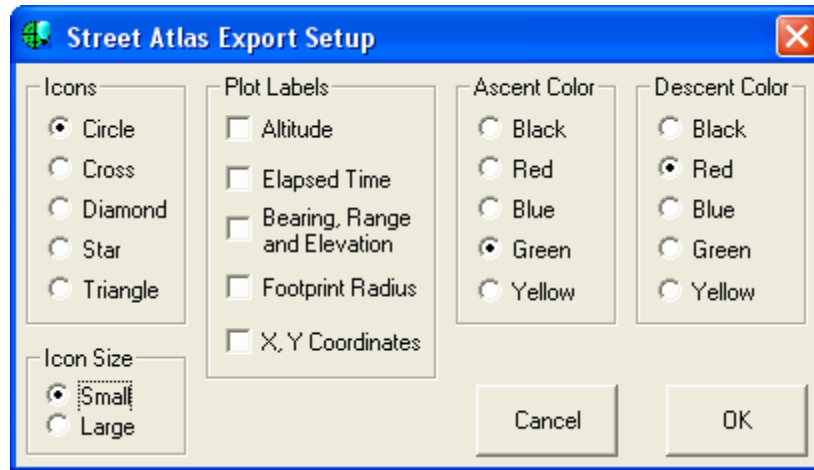 Street Atlas Export Setup
Icons
Circle
Cross
Diamond
Star
Triangle
Icon Size
Small
Large
Plot Labels
Altitude
Elapsed Time
Bearing, Range
and Elevation
Footprint Radius
X, Y Coordinates
Ascent Color
Black
Red
Blue
Green
Yellow
Descent Color
Black
Red
Blue
Green
Yellow
Cancel
OK